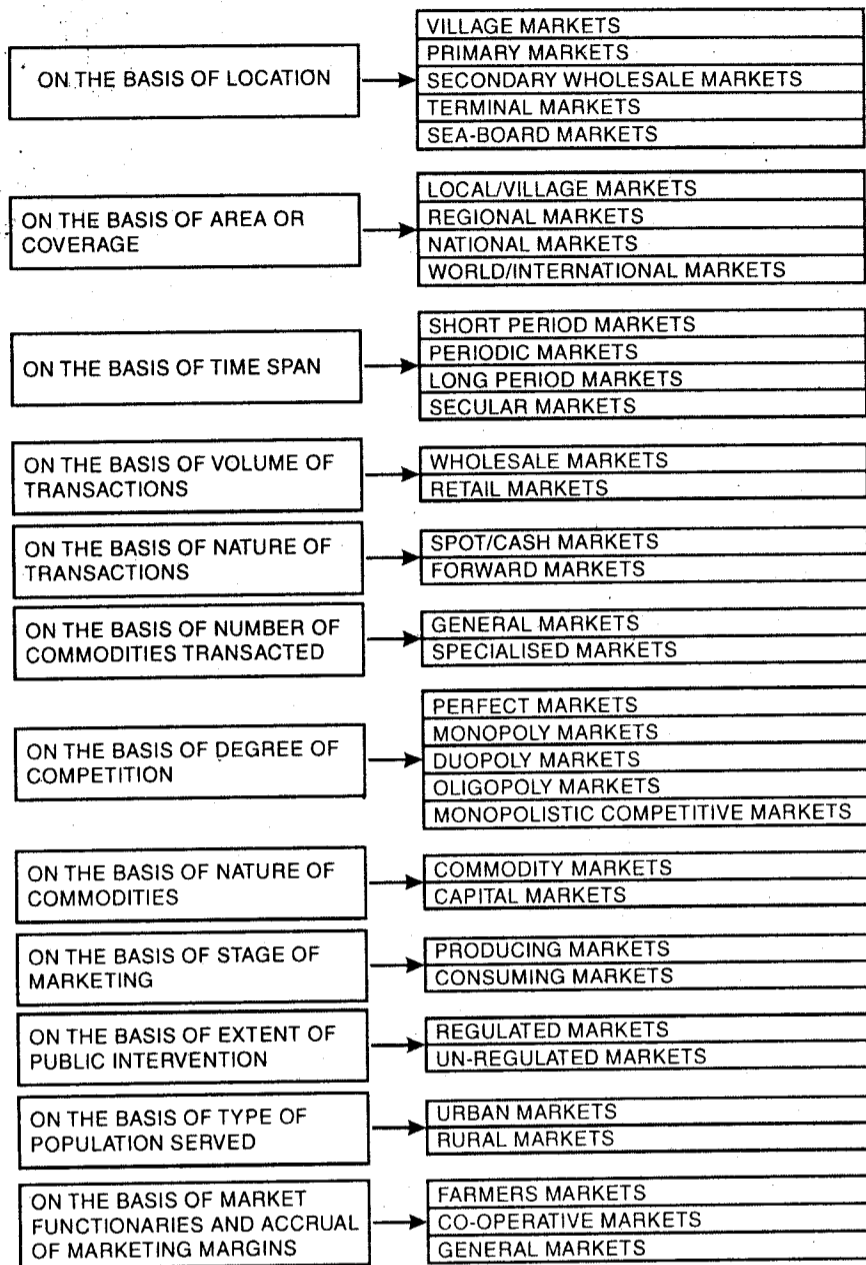 ON THE BASIS OF LOCATION
VILLAGE MARKETS
PRIMARY MARKETS
SECONDARY WHOLESALE MARKETS
TERMINAL MARKETS
SEA-BOARD MARKETS
ON THE BASIS OF AREA OR
COVERAGE
LOCAL/VILLAGE MARKETS
REGIONAL MARKETS
NATIONAL MARKETS
WORLD/INTERNATIONAL MARKETS
ON THE BASIS OF TIME SPAN
SHORT PERIOD MARKETS
PERIODIC MARKETS
LONG PERIOD MARKETS
SECULAR MARKETS
ON THE BASIS OF VOLUME OF
TRANSACTIONS
WHOLESALE MARKETS
RETAIL MARKETS
ON THE BASIS OF NATURE OF
TRANSACTIONS
SPOT/CASH MARKETS
FORWARD MARKETS
ON THE BASIS OF NUMBER OF
COMMODITIES TRANSACTED
GENERAL MARKETS
SPECIALISED MARKETS
ON THE BASIS OF DEGREE OF
COMPETITION
PERFECT MARKETS
MONOPOLY MARKETS
DUOPOLY MARKETS
OLIGOPOLY MARKETS
MONOPOLISTIC COMPETITIVE MARKETS
ON THE BASIS OF NATURE OF
COMMODITIES
COMMODITY MARKETS
CAPITAL MARKETS
ON THE BASIS OF STAGE OF
MARKETING
PRODUCING MARKETS
CONSUMING MARKETS
ON THE BASIS OF EXTENT OF
PUBLIC INTERVENTION
REGULATED MARKETS
UN-REGULATED MARKETS
ON THE BASIS OF TYPE OF
POPULATION SERVED
URBAN MARKETS
RURAL MARKETS
ON THE BASIS OF MARKET
FUNCTIONARIES AND ACCRUAL
OF MARKETING MARGINS
FARMERS MARKETS
CO-OPERATIVE MARKETS
GENERAL MARKETS